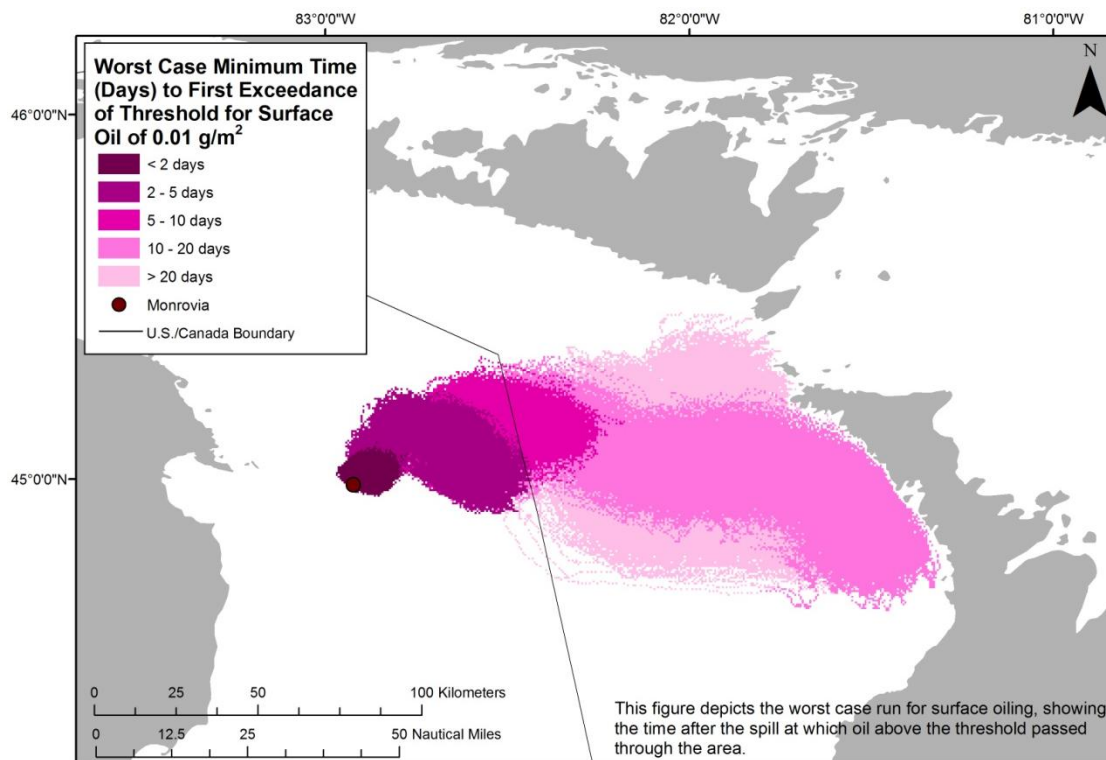 83°0'0"W
82°0'0"W
81°0'0"W
Worst Case Minimum Time
(Days) to First Exceedance
of Threshold for Surface
Oil of 0.01 g/m²
< 2 days
2 - 5 days
5 - 10 days
10 - 20 days
> 20 days
Monrovia
U.S./Canada Boundary
N
46°0'0"N
45°0'0"N
0 25 50 100 Kilometers
0 12.5 25 50 Nautical Miles
This figure depicts the worst case run for surface oiling, showing
the time after the spill at which oil above the threshold passed
through the area.